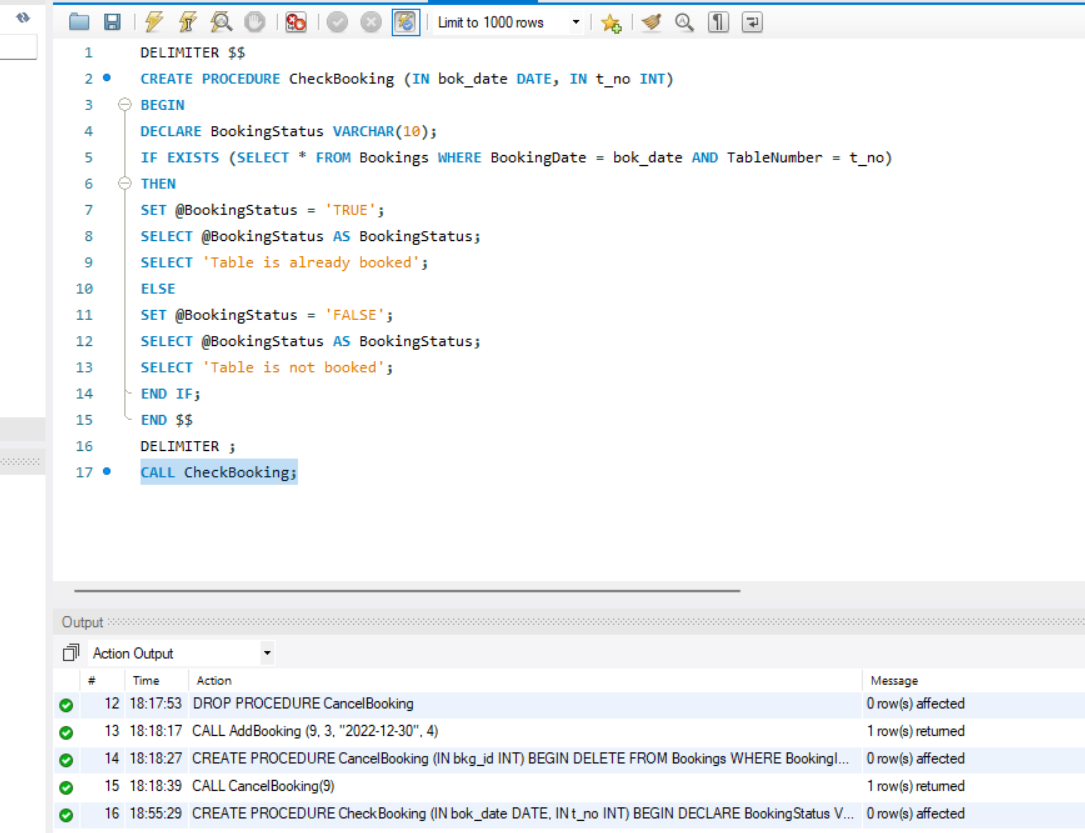 Limit to 1000 rows
1 DELIMITER $$
2 CREATE PROCEDURE CheckBooking (IN bok_date DATE, IN t_no INT)
3 BEGIN
4 DECLARE BookingStatus VARCHAR(10);
5 IF EXISTS (SELECT * FROM Bookings WHERE BookingDate = bok_date AND TableNumber = t_no)
6 THEN
7 SET @BookingStatus = 'TRUE';
8 SELECT @BookingStatus AS BookingStatus;
9 SELECT 'Table is already booked';
10 ELSE
11 SET @BookingStatus = 'FALSE';
12 SELECT @BookingStatus AS BookingStatus;
13 SELECT 'Table is not booked';
14 END IF;
15 END $$
16 DELIMITER ;
17 CALL CheckBooking;
Output
Action Output
# Time Action Message
12 18:17:53 DROP PROCEDURE CancelBooking 0 row(s) affected
13 18:18:17 CALL AddBooking (9, 3, "2022-12-30", 4) 1 row(s) returned
14 18:18:27 CREATE PROCEDURE CancelBooking (IN bkg_id INT) BEGIN DELETE FROM Bookings WHERE BookingI... 0 row(s) affected
15 18:18:39 CALL CancelBooking(9) 1 row(s) returned
16 18:55:29 CREATE PROCEDURE CheckBooking (IN bok_date DATE, IN t_no INT) BEGIN DECLARE BookingStatus V... 0 row(s) affected